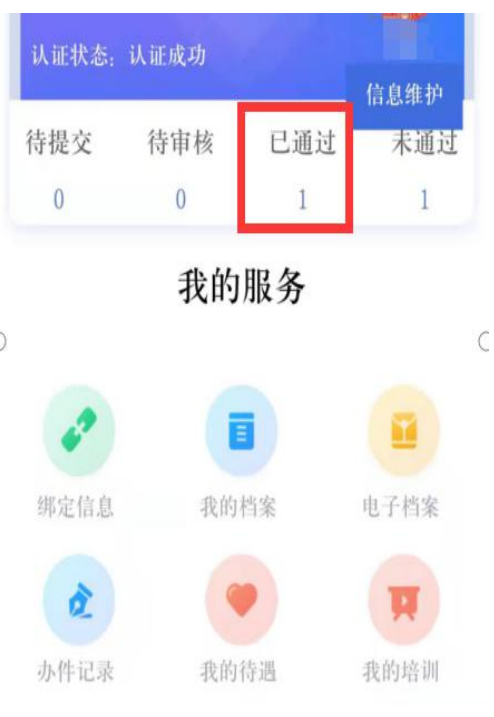 认证状态：认证成功
信息维护
待提交 待审核 已通过 未通过
0 0 1 1
我的服务
绑定信息 我的档案 电子档案
办件记录 我的待遇 我的培训